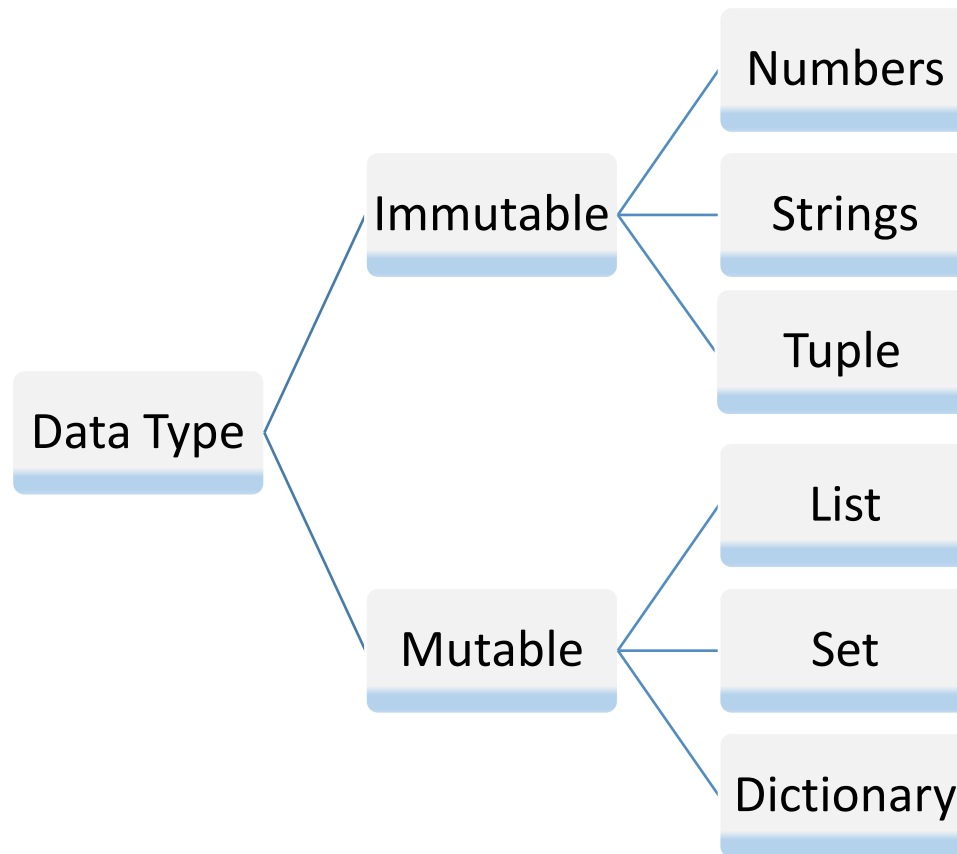 Data Type
Immutable
Numbers
Strings
Tuple
Mutable
List
Set
Dictionary